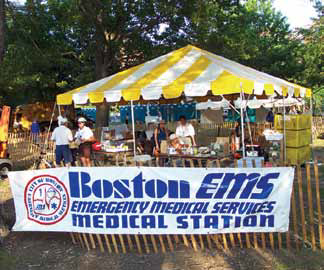 Boston EMS
EMERGENCY MEDICAL SERVICES
MEDICAL STATION